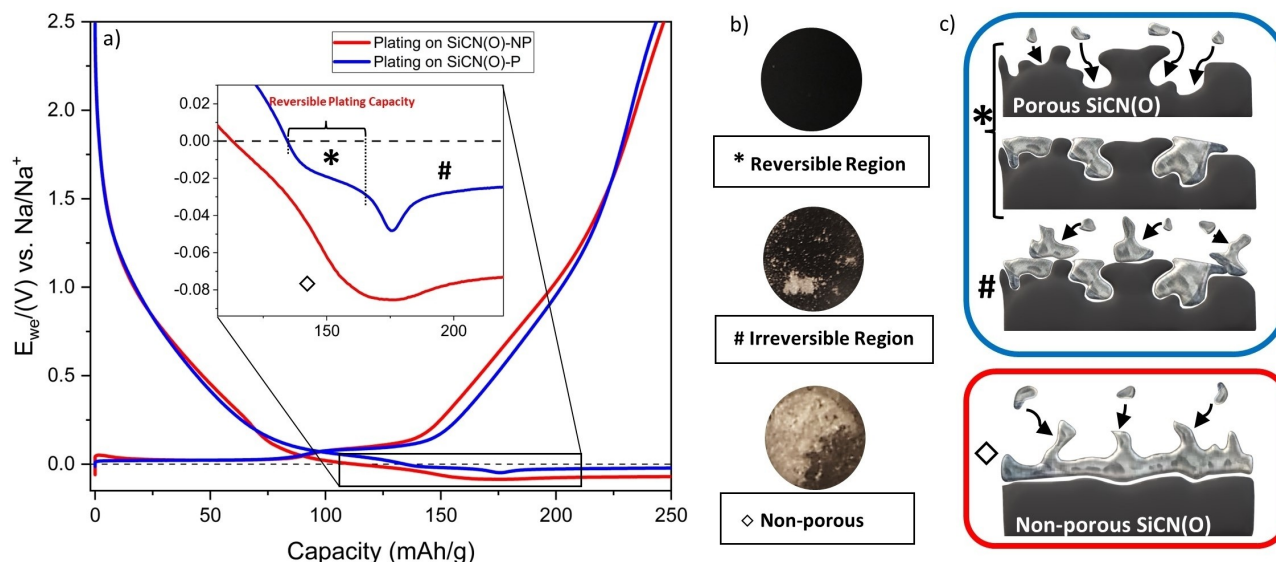 a)
Plating on SiCN(O)-NP
Plating on SiCN(O)-P
E_we/(V) vs. Na/Na⁺
2.5
2.0
1.5
1.0
0.5
0.0
0.02
0.00
-0.02
-0.04
-0.06
-0.08
Reversible Plating Capacity
*
#
◇
150
200
0
50
100
150
200
250
Capacity (mAh/g)
b)
* Reversible Region
# Irreversible Region
◇ Non-porous
c)
*
Porous SiCN(O)
#
◇
Non-porous SiCN(O)